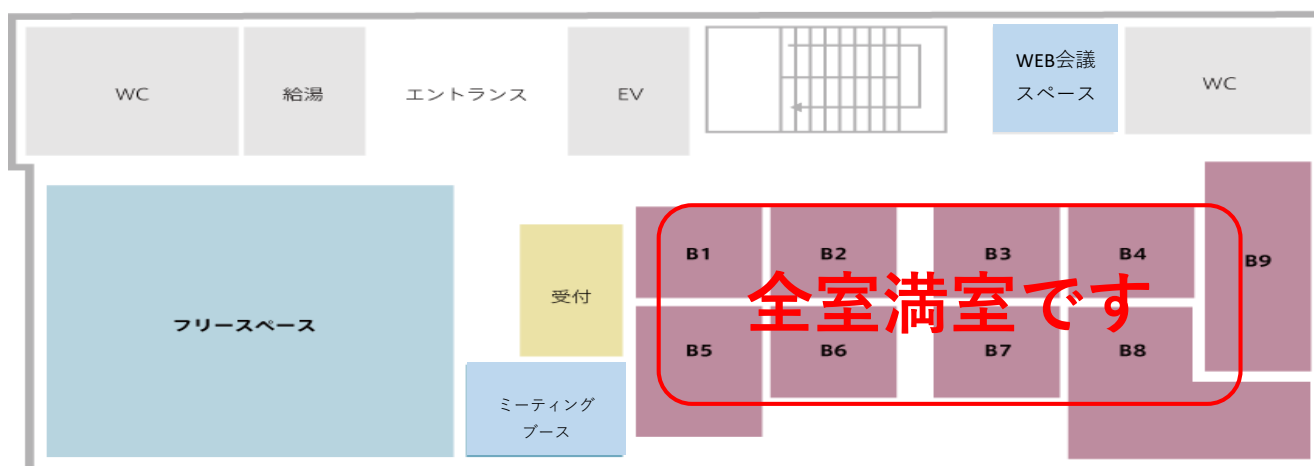 WC
給湯
エントランス
EV
WEB会議
スペース
WC
フリースペース
受付
ミーティング
ブース
B1
B2
B3
B4
B9
全室満室です
B5
B6
B7
B8